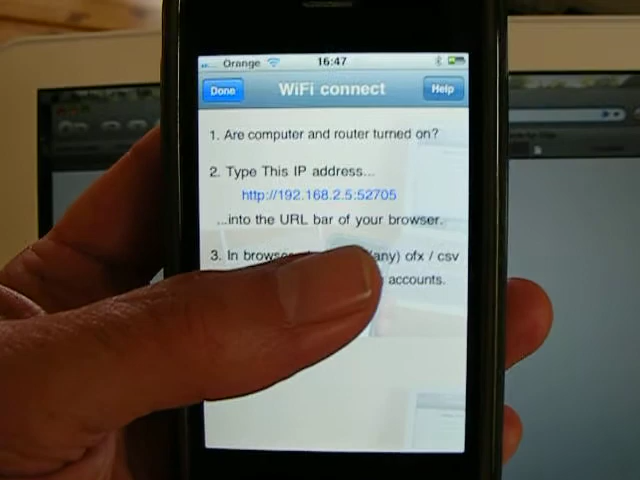 Orange 16:47
Done WiFi connect Help
1. Are computer and router turned on?
2. Type This IP address...
http://192.168.2.5:52705
...into the URL bar of your browser.
3. In browser (any) ofx / csv
accounts.